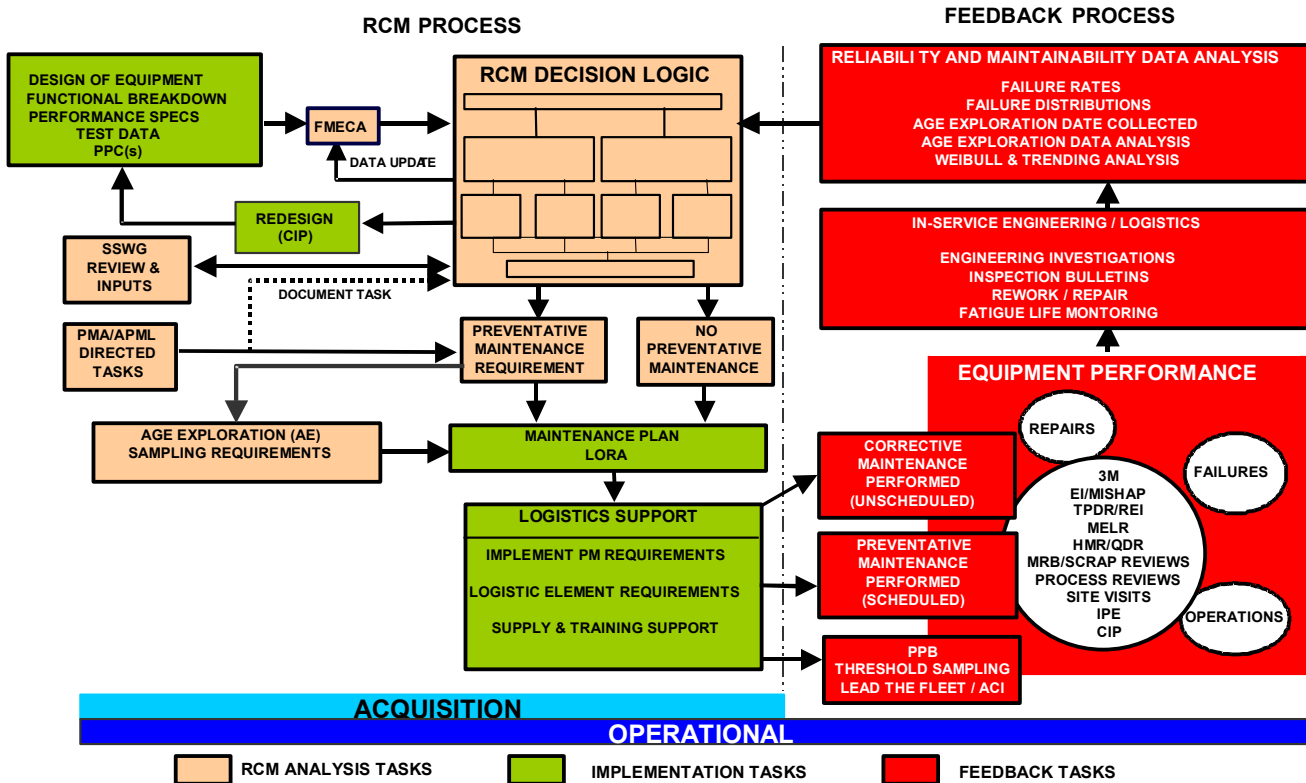 RCM PROCESS
FEEDBACK PROCESS
DESIGN OF EQUIPMENT
FUNCTIONAL BREAKDOWN
PERFORMANCE SPECS
TEST DATA
PPC(s)
FMECA
DATA UPDATE
REDESIGN
(CIP)
SSWG
REVIEW &
INPUTS
DOCUMENT TASK
PMA/APML
DIRECTED
TASKS
RCM DECISION LOGIC
PREVENTATIVE
MAINTENANCE
REQUIREMENT
NO
PREVENTATIVE
MAINTENANCE
AGE EXPLORATION (AE)
SAMPLING REQUIREMENTS
MAINTENANCE PLAN
LORA
LOGISTICS SUPPORT
IMPLEMENT PM REQUIREMENTS
LOGISTIC ELEMENT REQUIREMENTS
SUPPLY & TRAINING SUPPORT
RELIABILI TY AND MAINTAINABILITY DATA ANALYSIS
FAILURE RATES
FAILURE DISTRIBUTIONS
AGE EXPLORATION DATE COLLECTED
AGE EXPLORATION DATA ANALYSIS
WEIBULL & TRENDING ANALYSIS
IN-SERVICE ENGINEERING / LOGISTICS
ENGINEERING INVESTIGATIONS
INSPECTION BULLETINS
REWORK / REPAIR
FATIGUE LIFE MONTORING
EQUIPMENT PERFORMANCE
REPAIRS
FAILURES
OPERATIONS
3M
EI/MISHAP
TPDR/REI
MELR
HMR/QDR
MRB/SCRAP REVIEWS
PROCESS REVIEWS
SITE VISITS
IPE
CIP
CORRECTIVE
MAINTENANCE
PERFORMED
(UNSCHEDULED)
PREVENTATIVE
MAINTENANCE
PERFORMED
(SCHEDULED)
PPB
THRESHOLD SAMPLING
LEAD THE FLEET / ACI
ACQUISITION
OPERATIONAL
RCM ANALYSIS TASKS
IMPLEMENTATION TASKS
FEEDBACK TASKS